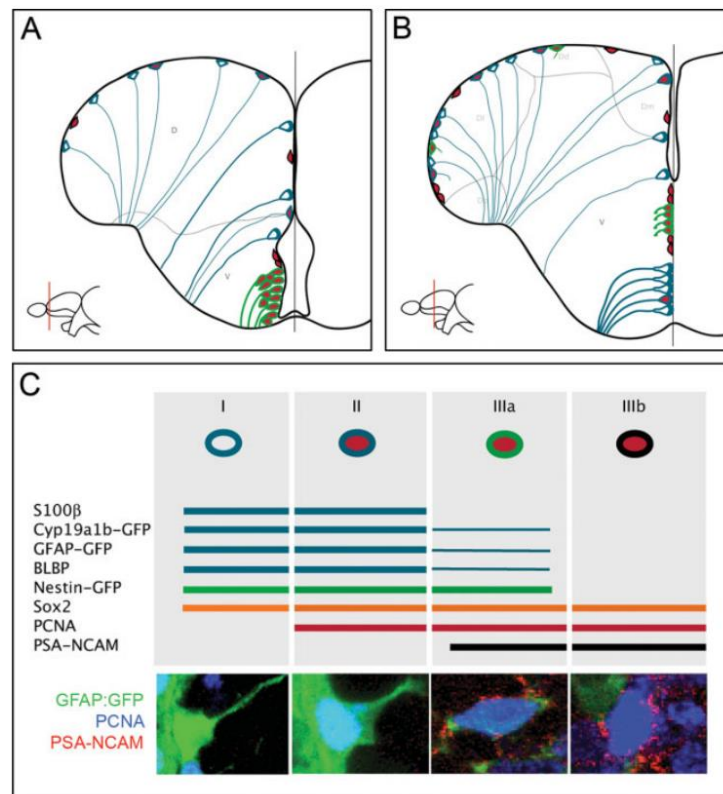 A
D
V
B
Dd
Dm
Dl
V
C
I II IIIa IIIb
S100β
Cyp19a1b-GFP
GFAP-GFP
BLBP
Nestin-GFP
Sox2
PCNA
PSA-NCAM
GFAP:GFP
PCNA
PSA-NCAM